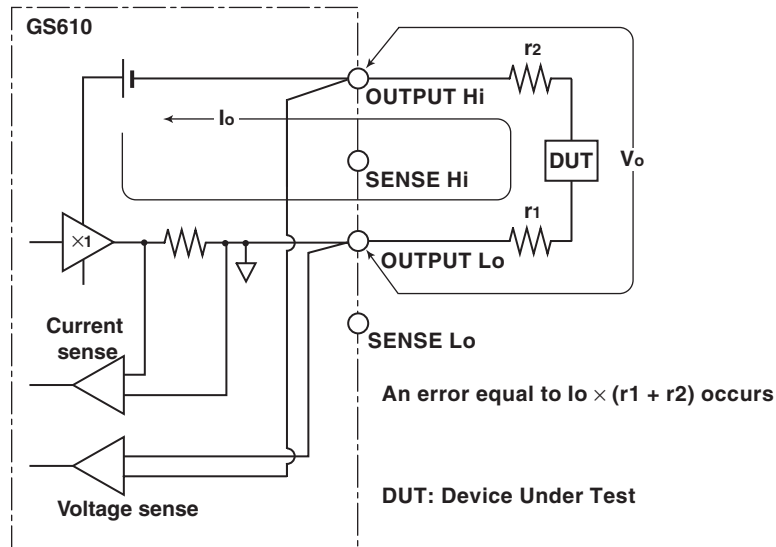 GS610
r2
OUTPUT Hi
Io
DUT
Vo
SENSE Hi
r1
×1
OUTPUT Lo
Current
sense
SENSE Lo
An error equal to Io × (r1 + r2) occurs
Voltage sense
DUT: Device Under Test